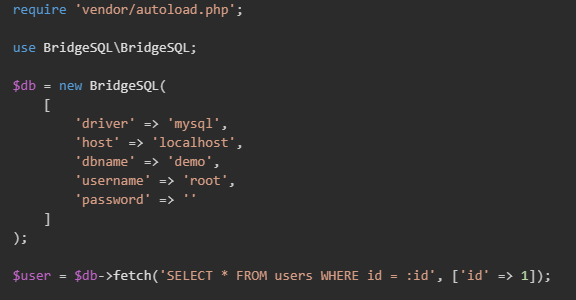 require 'vendor/autoload.php';
use BridgeSQL\BridgeSQL;
$db = new BridgeSQL(
    [
        'driver' => 'mysql',
        'host' => 'localhost',
        'dbname' => 'demo',
        'username' => 'root',
        'password' => ''
    ]
);
$user = $db->fetch('SELECT * FROM users WHERE id = :id', ['id' => 1]);